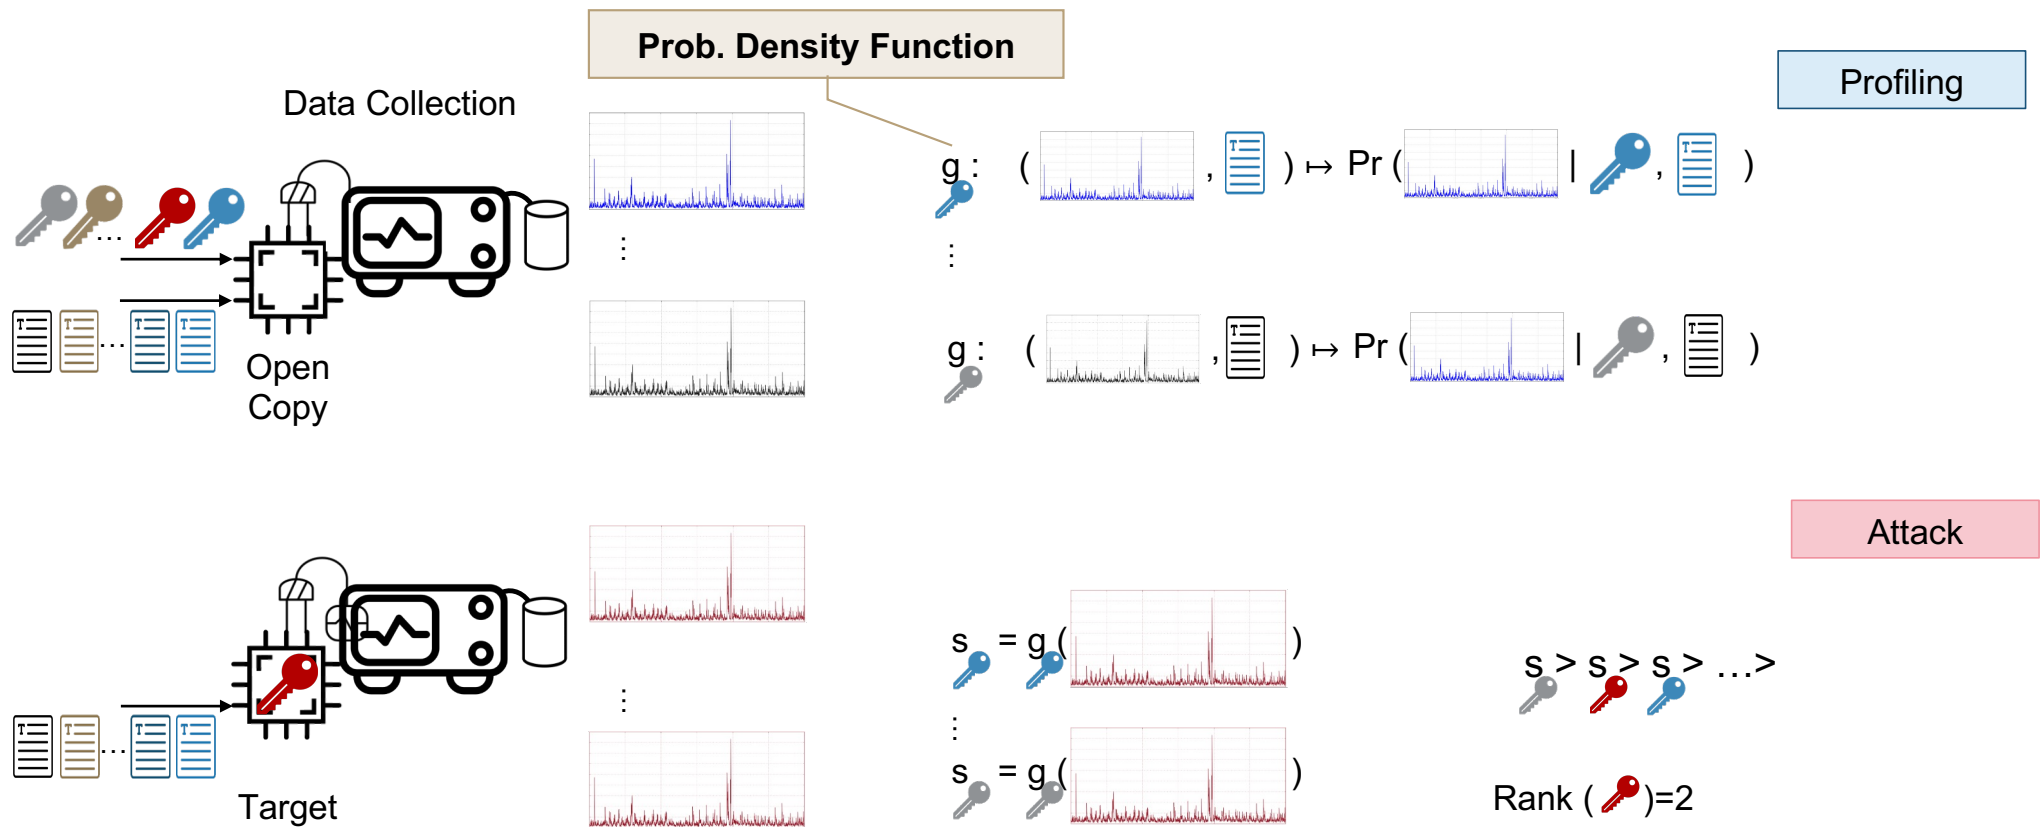 Prob. Density Function
Profiling
Data Collection
g : ( , ) ↦ Pr ( | , )
...
⋮
⋮
...
Open
Copy
g : ( , ) ↦ Pr ( | , )
Attack
s = g ( )
s > s > s > ...>
⋮
⋮
...
s = g ( )
Target
Rank ( )=2